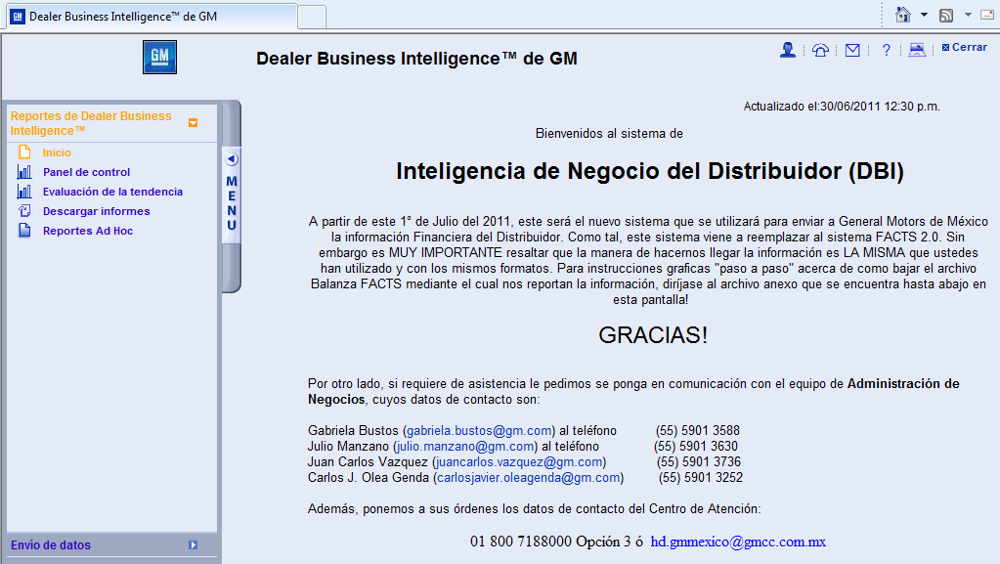 GM Dealer Business Intelligence™ de GM
GM
Dealer Business Intelligence™ de GM
? Cerrar
Reportes de Dealer Business
Intelligence™
Inicio
Panel de control
Evaluación de la tendencia
Descargar informes
Reportes Ad Hoc
MENU
Envío de datos
Actualizado el:30/06/2011 12:30 p.m.
Bienvenidos al sistema de
Inteligencia de Negocio del Distribuidor (DBI)
A partir de este 1° de Julio del 2011, este será el nuevo sistema que se utilizará para enviar a General Motors de México
la información Financiera del Distribuidor. Como tal, este sistema viene a reemplazar al sistema FACTS 2.0. Sin
embargo es MUY IMPORTANTE resaltar que la manera de hacernos llegar la información es LA MISMA que ustedes
han utilizado y con los mismos formatos. Para instrucciones graficas "paso a paso" acerca de como bajar el archivo
Balanza FACTS mediante el cual nos reportan la información, diríjase al archivo anexo que se encuentra hasta abajo en
esta pantalla!
GRACIAS!
Por otro lado, si requiere de asistencia le pedimos se ponga en comunicación con el equipo de Administración de
Negocios, cuyos datos de contacto son:
Gabriela Bustos (gabriela.bustos@gm.com) al teléfono (55) 5901 3588
Julio Manzano (julio.manzano@gm.com) al teléfono (55) 5901 3630
Juan Carlos Vazquez (juancarlos.vazquez@gm.com) (55) 5901 3736
Carlos J. Olea Genda (carlosjavier.oleagenda@gm.com) (55) 5901 3252
Además, ponemos a sus órdenes los datos de contacto del Centro de Atención:
01 800 7188000 Opción 3 ó hd.gmmexico@gmcc.com.mx